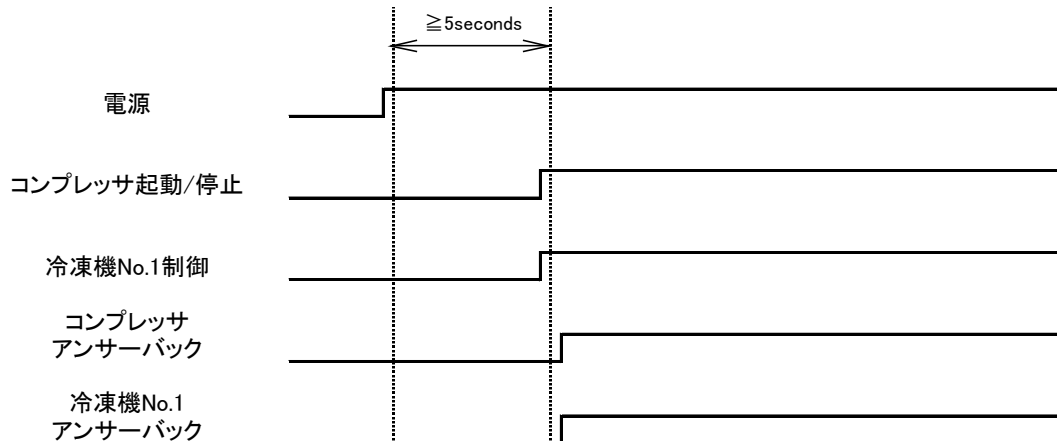 ≧5seconds
電源
コンプレッサ起動/停止
冷凍機No.1制御
コンプレッサ
アンサーバック
冷凍機No.1
アンサーバック